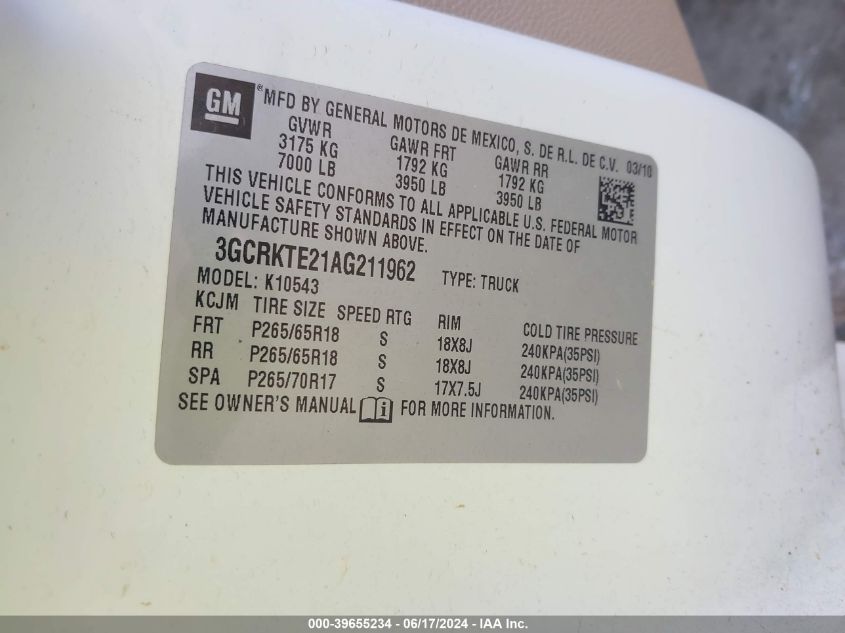 GM ® MFD BY GENERAL MOTORS DE MEXICO, S. DE R.L. DE C.V. 03/10
GVWR GAWR FRT GAWR RR
3175 KG 1792 KG 1792 KG
7000 LB 3950 LB 3950 LB
THIS VEHICLE CONFORMS TO ALL APPLICABLE U.S. FEDERAL MOTOR
VEHICLE SAFETY STANDARDS IN EFFECT ON THE DATE OF
MANUFACTURE SHOWN ABOVE.
3GCRKTE21AG211962 TYPE: TRUCK
MODEL: K10543
KCJM TIRE SIZE SPEED RTG RIM COLD TIRE PRESSURE
FRT P265/65R18 S 18X8J 240KPA(35PSI)
RR P265/65R18 S 18X8J 240KPA(35PSI)
SPA P265/70R17 S 17X7.5J 240KPA(35PSI)
SEE OWNER'S MANUAL i FOR MORE INFORMATION.
000-39655234 - 06/17/2024 - IAA Inc.